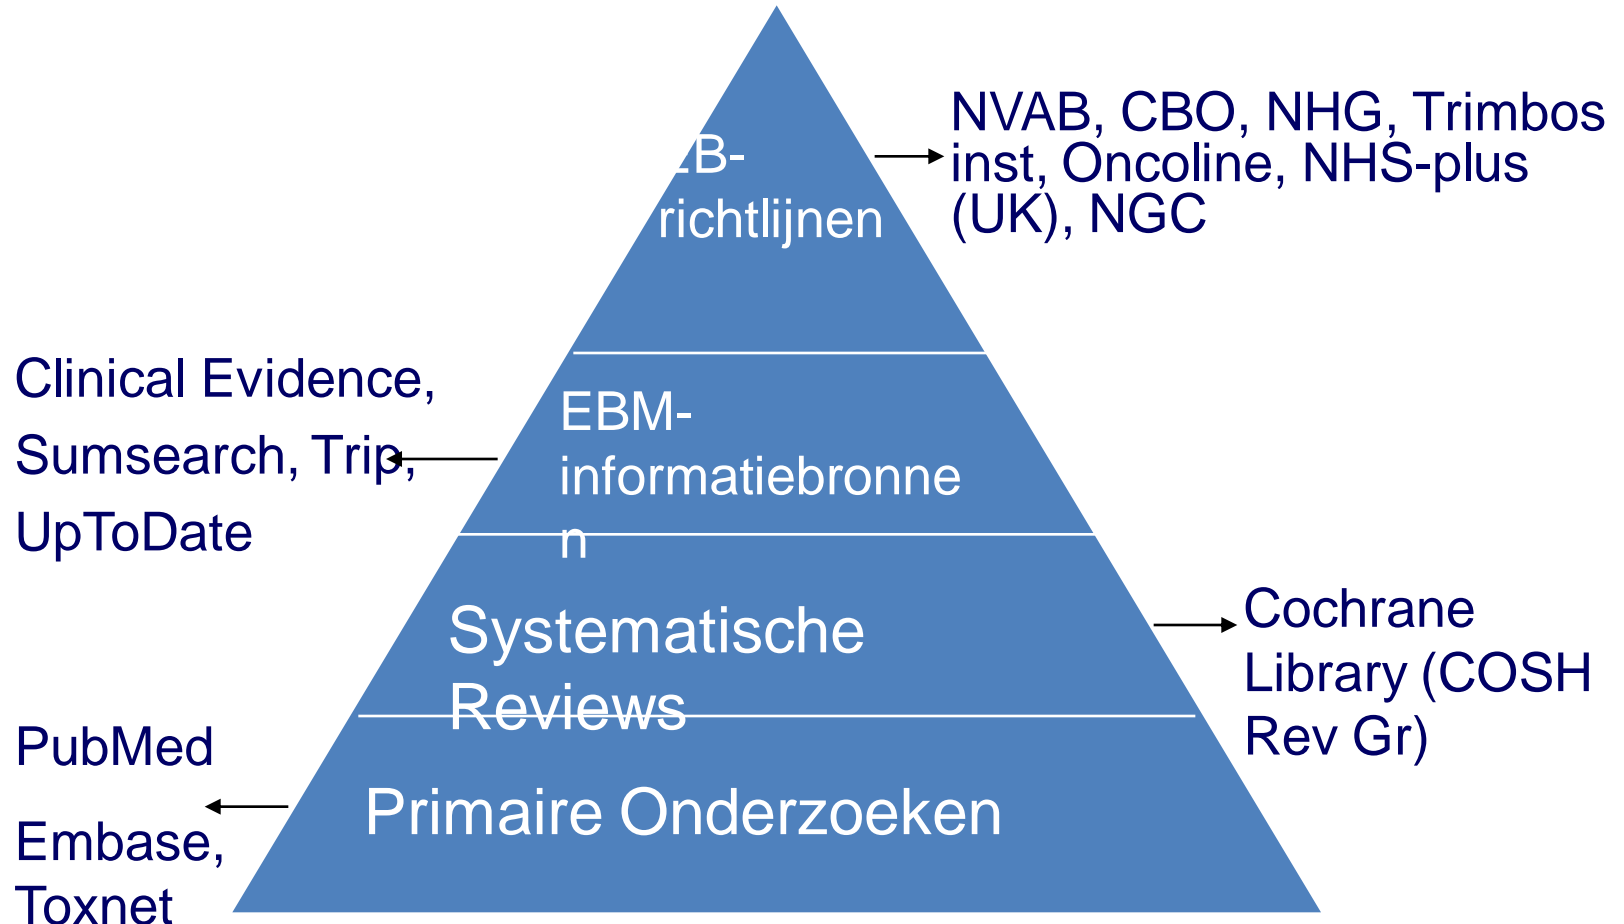 NVAB, CBO, NHG, Trimbos
inst, Oncoline, NHS-plus
(UK), NGC
EB-
richtlijnen
Clinical Evidence,
Sumsearch, Trip,
UpToDate
EBM-
informatiebronne
n
Systematische
Reviews
Cochrane
Library (COSH
Rev Gr)
PubMed
Embase,
Toxnet
Primaire Onderzoeken